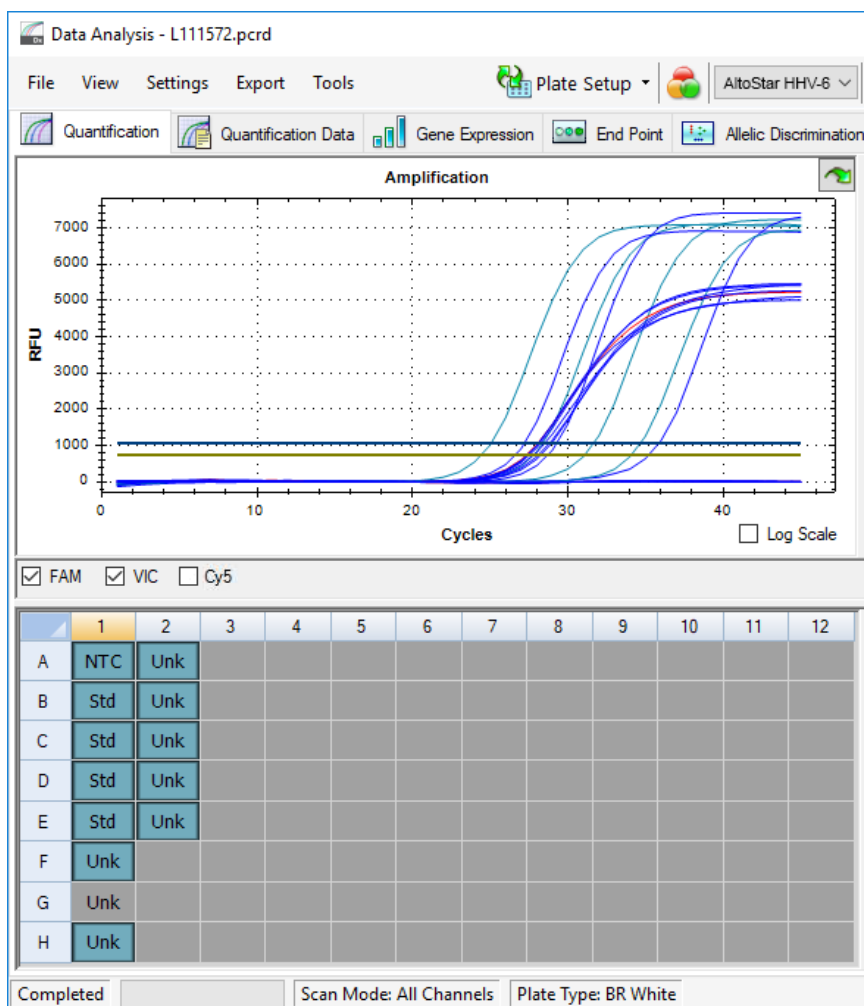 Data Analysis - L111572.pcrd
File View Settings Export Tools Plate Setup AltoStar HHV-6
Quantification Quantification Data Gene Expression End Point Allelic Discrimination
Amplification
7000
6000
5000
4000
3000
2000
1000
0
RFU
0 10 20 30 40
Cycles
Log Scale
FAM VIC Cy5
1 2 3 4 5 6 7 8 9 10 11 12
A NTC Unk
B Std Unk
C Std Unk
D Std Unk
E Std Unk
F Unk
G Unk
H Unk
Completed Scan Mode: All Channels Plate Type: BR White